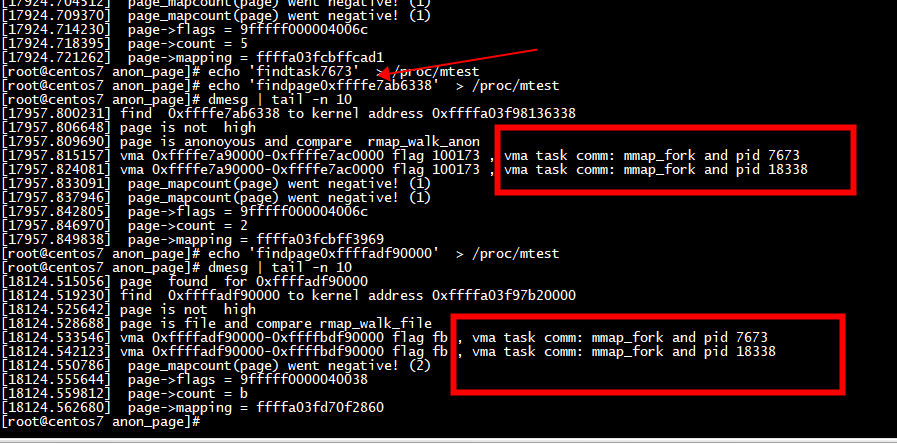 [17924.704512]  page_mapcount(page) went negative! (1)
[17924.709370]  page_mapcount(page) went negative! (1)
[17924.714230]  page->flags = 9fffff000004006c
[17924.718395]  page->count = 5
[17924.721262]  page->mapping = ffffa03fcbffcad1
[root@centos7 anon_page]# echo 'findtask7673'  > /proc/mtest
[root@centos7 anon_page]# echo 'findpage0xffffe7ab6338'  > /proc/mtest
[root@centos7 anon_page]# dmesg | tail -n 10
[17957.800231] find  0xffffe7ab6338 to kernel address 0xffffa03f98136338
[17957.806648] page is not  high
[17957.809690] page is anonoyous and compare  rmap_walk_anon
[17957.815157] vma 0xffffe7a90000-0xffffe7ac0000 flag 100173 , vma task comm: mmap_fork and pid 7673
[17957.824081] vma 0xffffe7a90000-0xffffe7ac0000 flag 100173 , vma task comm: mmap_fork and pid 18338
[17957.833091]  page_mapcount(page) went negative! (1)
[17957.837946]  page_mapcount(page) went negative! (1)
[17957.842805]  page->flags = 9fffff000004006c
[17957.846970]  page->count = 2
[17957.849838]  page->mapping = ffffa03fcbff3969
[root@centos7 anon_page]# echo 'findpage0xffffadf90000'  > /proc/mtest
[root@centos7 anon_page]# dmesg | tail -n 10
[18124.515056] page  found  for 0xffffadf90000
[18124.519230] find  0xffffadf90000 to kernel address 0xffffa03f97b20000
[18124.525642] page is not  high
[18124.528688] page is file and compare rmap_walk_file
[18124.533546] vma 0xffffadf90000-0xffffbdf90000 flag fb , vma task comm: mmap_fork and pid 7673
[18124.542123] vma 0xffffadf90000-0xffffbdf90000 flag fb , vma task comm: mmap_fork and pid 18338
[18124.550786]  page_mapcount(page) went negative! (2)
[18124.555644]  page->flags = 9fffff0000040038
[18124.559812]  page->count = b
[18124.562680]  page->mapping = ffffa03fd70f2860
[root@centos7 anon_page]#